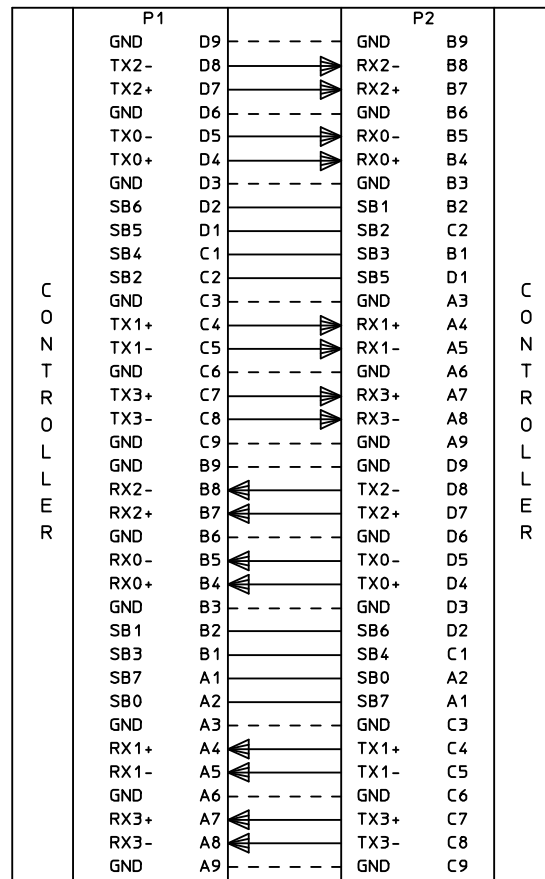 P1 P2
GND D9 GND B9
TX2- D8 RX2- B8
TX2+ D7 RX2+ B7
GND D6 GND B6
TX0- D5 RX0- B5
TX0+ D4 RX0+ B4
GND D3 GND B3
SB6 D2 SB1 B2
SB5 D1 SB2 C2
SB4 C1 SB3 B1
SB2 C2 SB5 D1
GND C3 GND A3
TX1+ C4 RX1+ A4
TX1- C5 RX1- A5
GND C6 GND A6
TX3+ C7 RX3+ A7
TX3- C8 RX3- A8
GND C9 GND A9
GND B9 GND D9
RX2- B8 TX2- D8
RX2+ B7 TX2+ D7
GND B6 GND D6
RX0- B5 TX0- D5
RX0+ B4 TX0+ D4
GND B3 GND D3
SB1 B2 SB6 D2
SB3 B1 SB4 C1
SB7 A1 SB0 A2
SB0 A2 SB7 A1
GND A3 GND C3
RX1+ A4 TX1+ C4
RX1- A5 TX1- C5
GND A6 GND C6
RX3+ A7 TX3+ C7
RX3- A8 TX3- C8
GND A9 GND C9
CONTROLLER
CONTROLLER